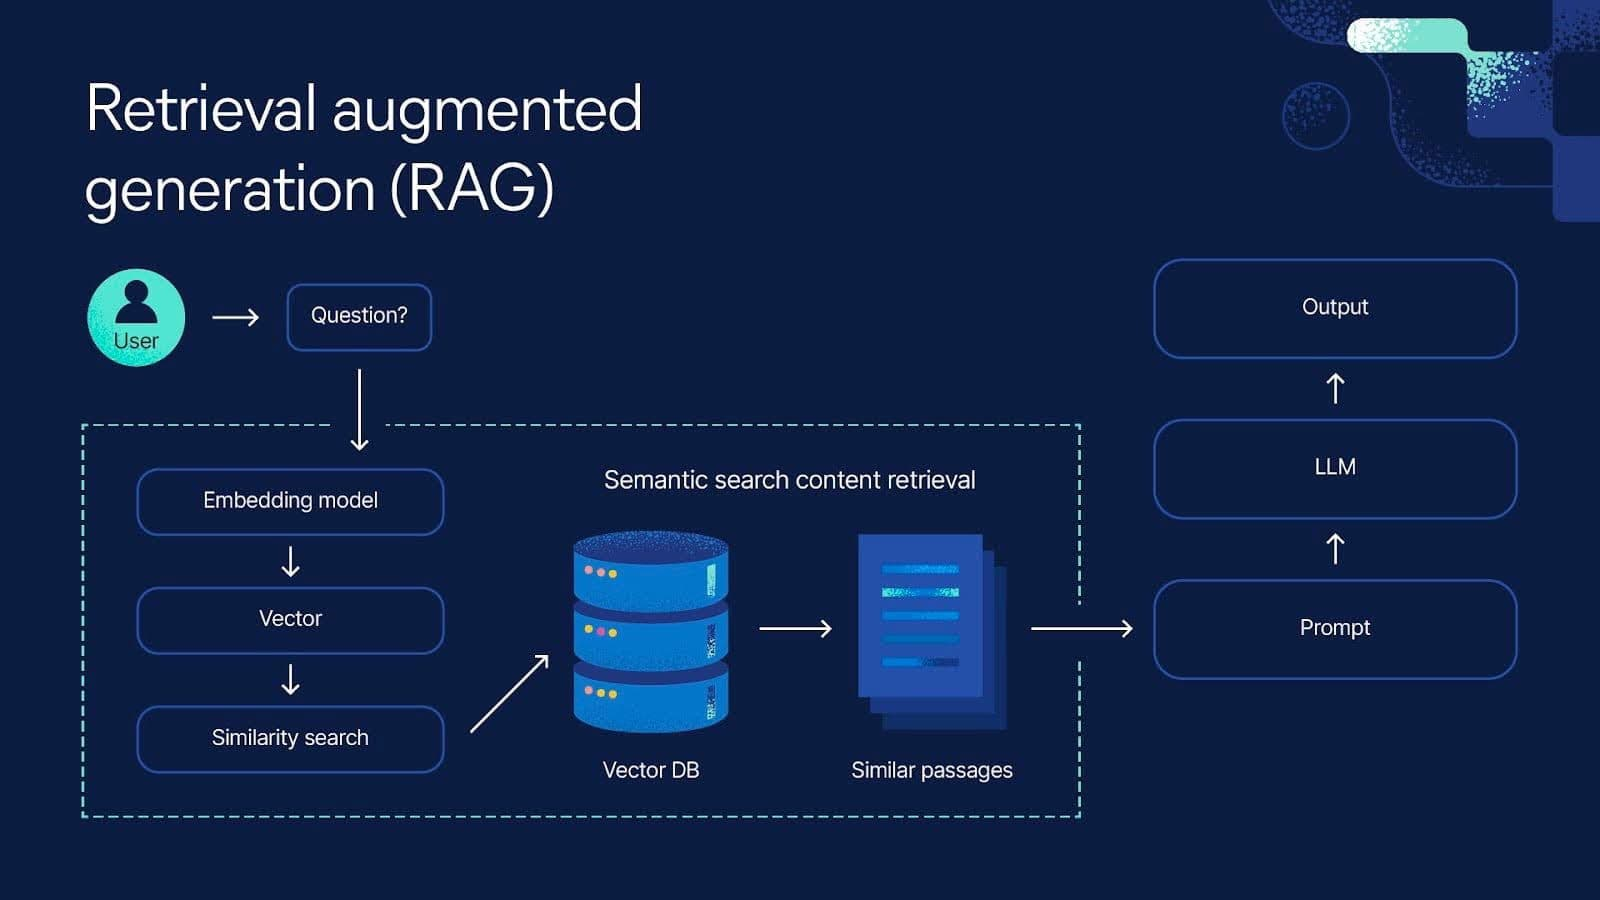 Retrieval augmented
generation (RAG)
User
Question?
Embedding model
Vector
Similarity search
Semantic search content retrieval
Vector DB
Similar passages
Output
LLM
Prompt